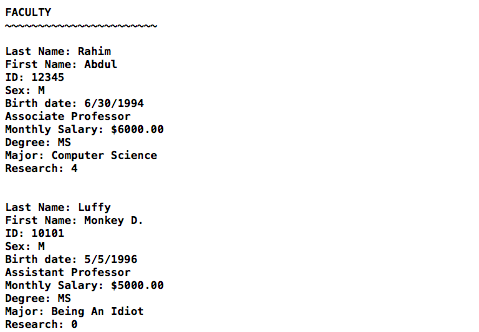 FACULTY
~~~~~~~~~~~~~~~~~~~~~~~
Last Name: Rahim
First Name: Abdul
ID: 12345
Sex: M
Birth date: 6/30/1994
Associate Professor
Monthly Salary: $6000.00
Degree: MS
Major: Computer Science
Research: 4
Last Name: Luffy
First Name: Monkey D.
ID: 10101
Sex: M
Birth date: 5/5/1996
Assistant Professor
Monthly Salary: $5000.00
Degree: MS
Major: Being An Idiot
Research: 0